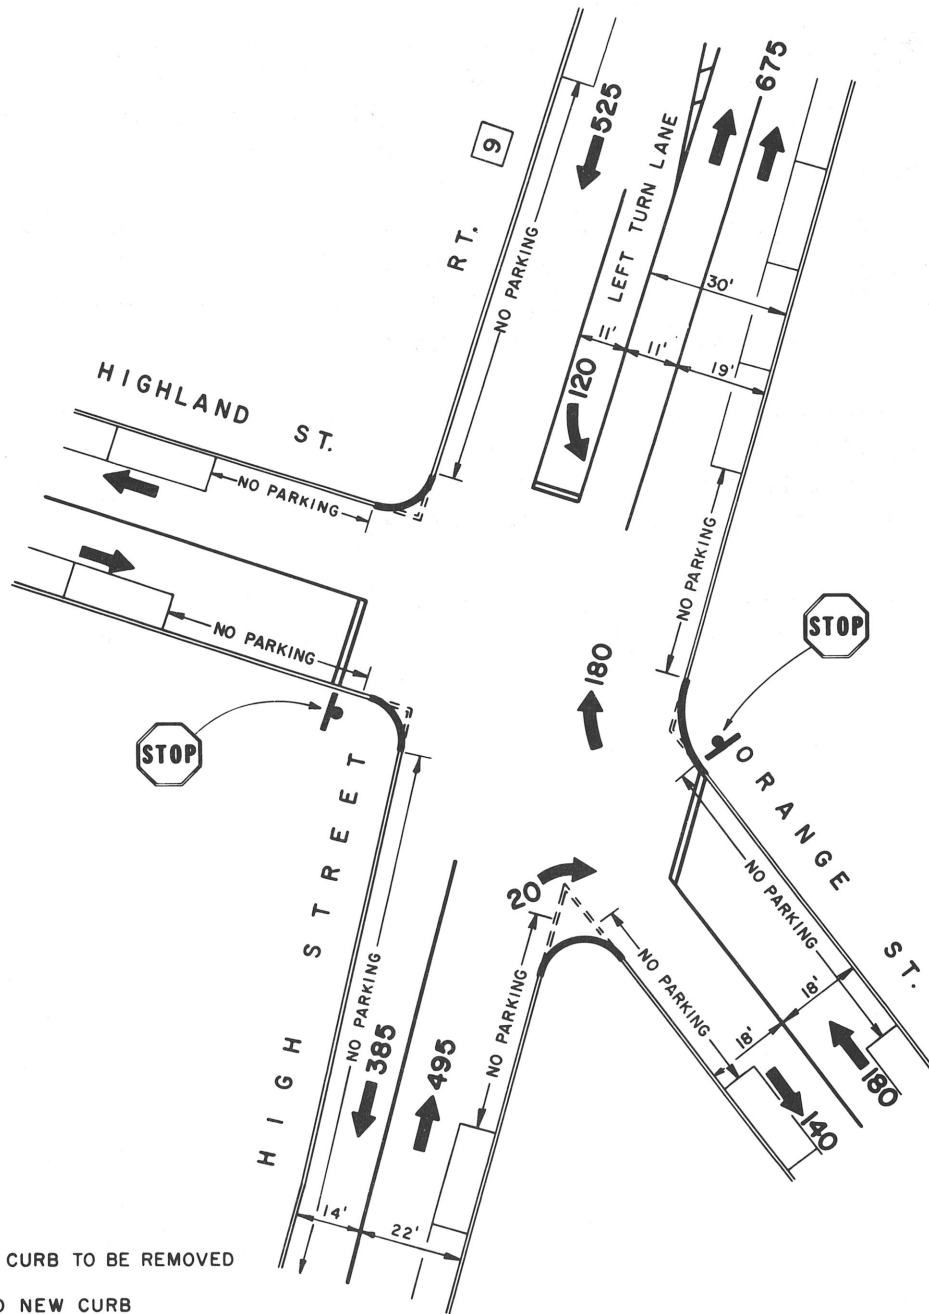 675
525
9
LEFT TURN LANE
RT.
NO PARKING
30'
11'
11'
19'
120
HIGHLAND ST.
NO PARKING
NO PARKING
NO PARKING
STOP
180
STOP
ORANGE ST.
HIGH STREET
NO PARKING
20
NO PARKING
NO PARKING
NO PARKING
18'
18'
385
495
180
140
14'
22'
CURB TO BE REMOVED
NEW CURB